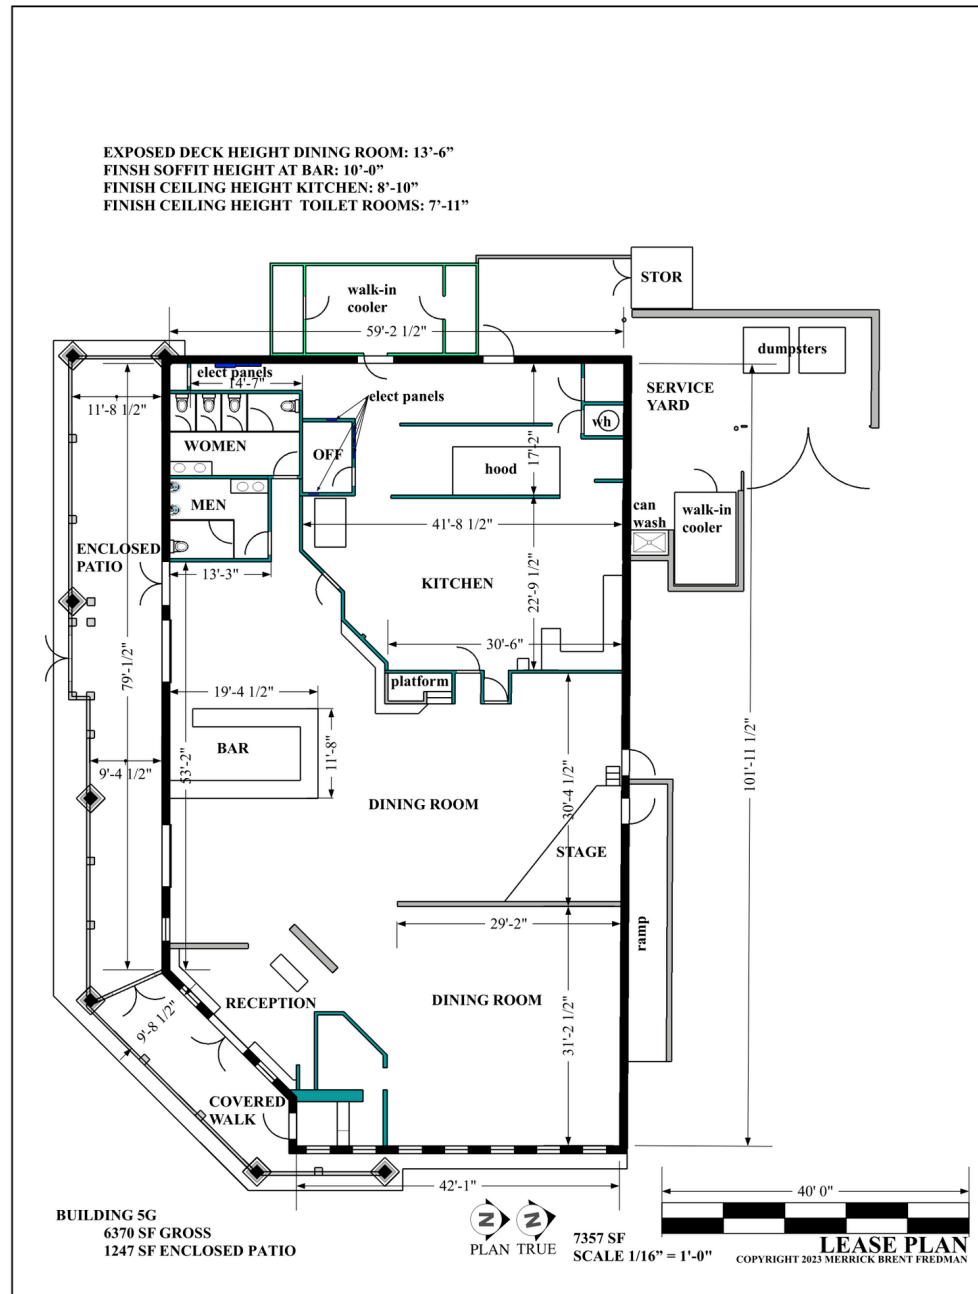 EXPOSED DECK HEIGHT DINING ROOM: 13’-6”
FINSH SOFFIT HEIGHT AT BAR: 10’-0”
FINISH CEILING HEIGHT KITCHEN: 8’-10”
FINISH CEILING HEIGHT  TOILET ROOMS: 7’-11”
STOR
walk-in
cooler
59'-2 1/2"
dumpsters
elect panels
14'-7"
elect panels
SERVICE
YARD
11'-8 1/2"
wh
WOMEN
OFF
hood
17'-2"
MEN
can
wash
walk-in
cooler
41'-8 1/2"
ENCLOSED
PATIO
13'-3"
KITCHEN
22'-9 1/2"
30'-6"
79'-1/2"
platform
19'-4 1/2"
BAR
11'-8"
101'-11 1/2"
9'-4 1/2"
53'-2"
DINING ROOM
30'-4 1/2"
STAGE
29'-2"
ramp
RECEPTION
DINING ROOM
9'-8 1/2"
31'-2 1/2"
COVERED
WALK
42'-1"
40' 0"
BUILDING 5G
6370 SF GROSS
1247 SF ENCLOSED PATIO
N
N
PLAN TRUE
7357 SF
SCALE 1/16” = 1'-0"
LEASE PLAN
COPYRIGHT 2023 MERRICK BRENT FREDMAN